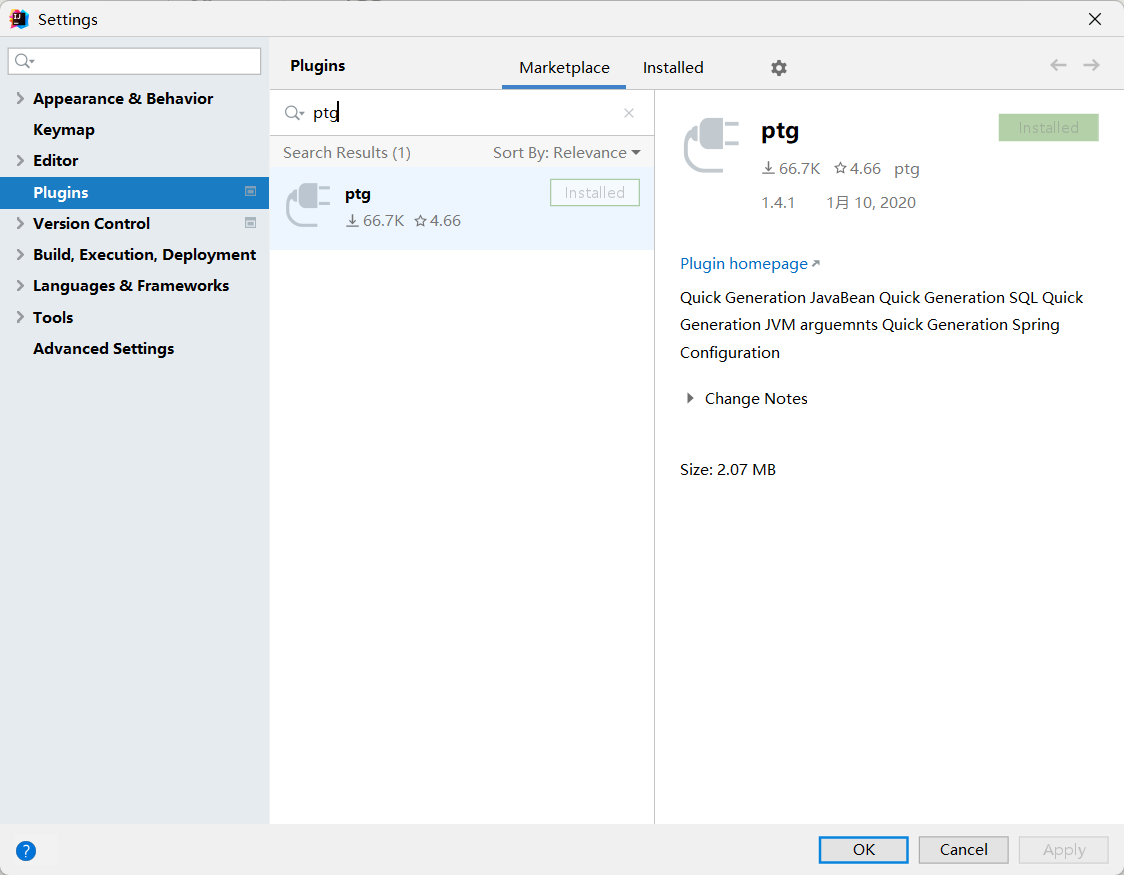 Settings
Plugins
Marketplace
Installed
Appearance & Behavior
Keymap
Editor
Plugins
Version Control
Build, Execution, Deployment
Languages & Frameworks
Tools
Advanced Settings
ptg
Search Results (1)
Sort By: Relevance
ptg
Installed
66.7K 4.66
ptg
Installed
66.7K 4.66 ptg
1.4.1 1月 10, 2020
Plugin homepage
Quick Generation JavaBean Quick Generation SQL Quick
Generation JVM arguemnts Quick Generation Spring
Configuration
Change Notes
Size: 2.07 MB
?
OK
Cancel
Apply